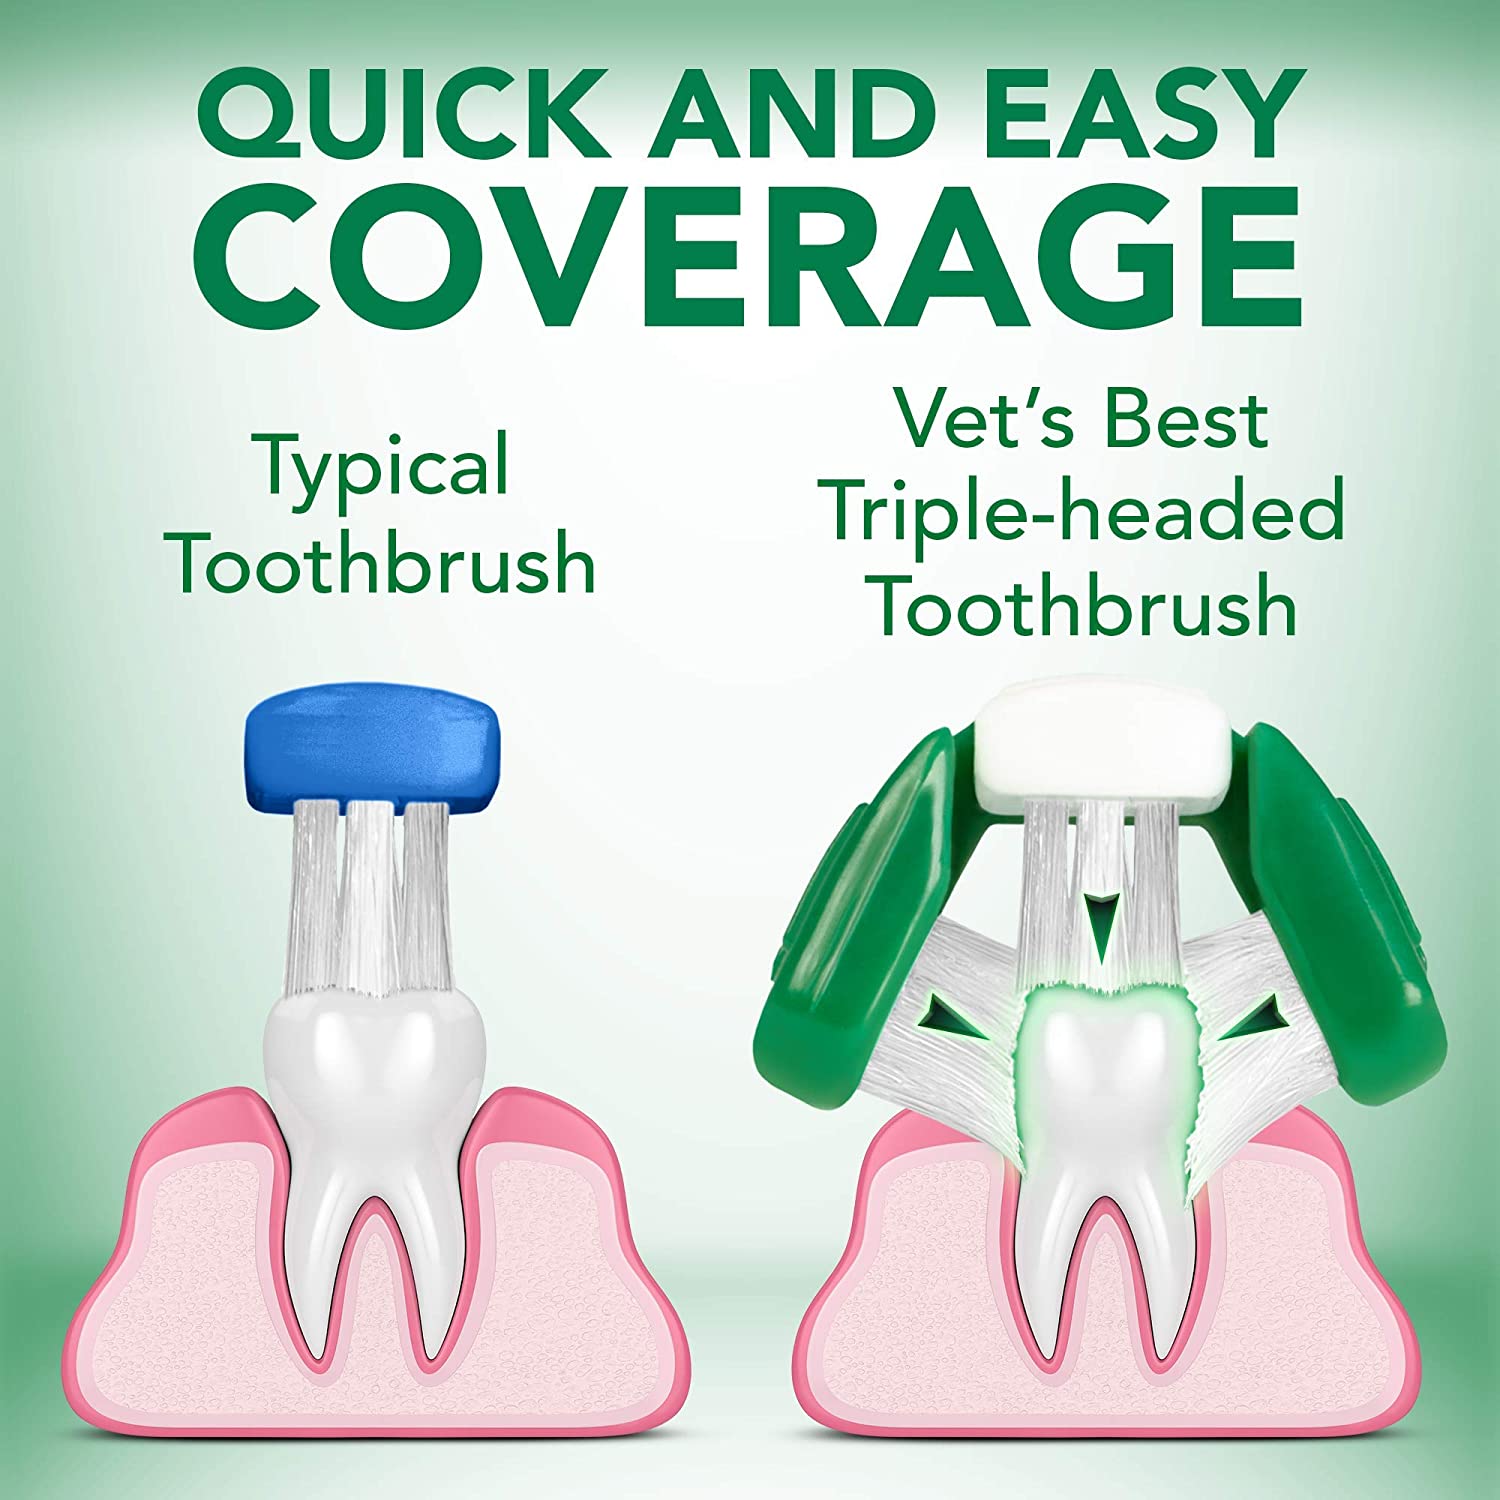 QUICK AND EASY
COVERAGE
Typical
Toothbrush
Vet's Best
Triple-headed
Toothbrush